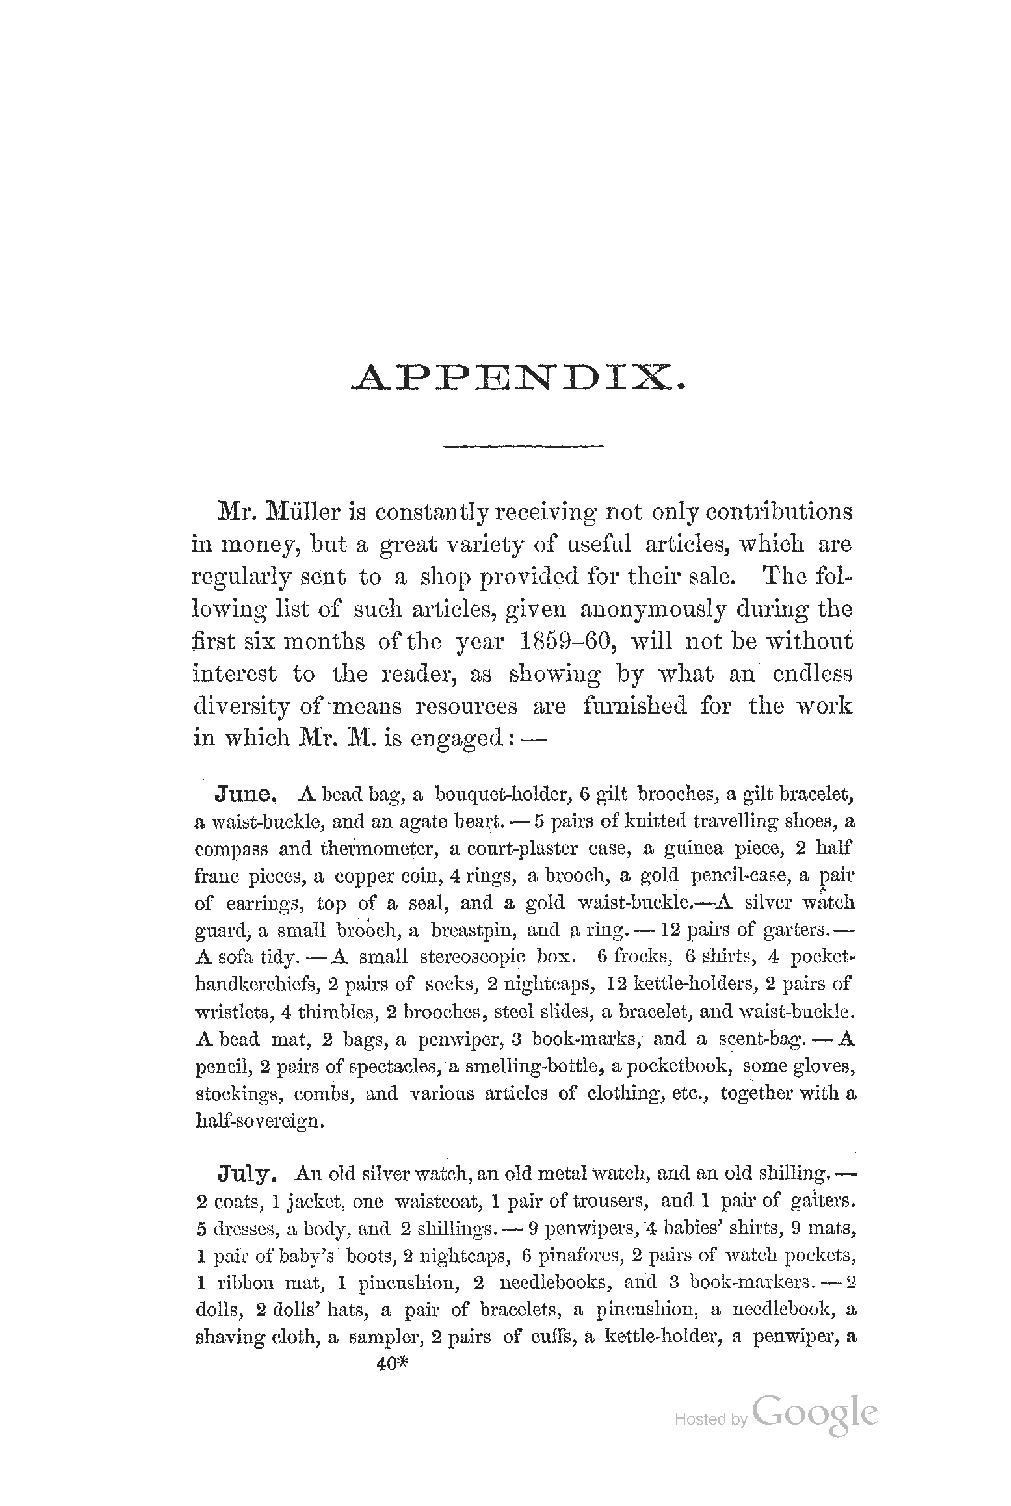 APPENDIX.
Mr. Müller is constantly receiving not only contributions
in money, but a great variety of useful articles, which are
regularly sent to a shop provided for their sale. The fol-
lowing list of such articles, given anonymously during the
first six months of the year 1859–60, will not be without
interest to the reader, as showing by what an endless
diversity of means resources are furnished for the work
in which Mr. M. is engaged: —
June. A bead bag, a bouquet-holder, 6 gilt brooches, a gilt bracelet,
a waist-buckle, and an agate heart. — 5 pairs of knitted travelling shoes, a
compass and thermometer, a court-plaster case, a guinea piece, 2 half
franc pieces, a copper coin, 4 rings, a brooch, a gold pencil-case, a pair
of earrings, top of a seal, and a gold waist-buckle.—A silver watch
guard, a small brooch, a breastpin, and a ring. — 12 pairs of garters.—
A sofa tidy. — A small stereoscopic box. 6 frocks, 6 shirts, 4 pocket-
handkerchiefs, 2 pairs of socks, 2 nightcaps, 12 kettle-holders, 2 pairs of
wristlets, 4 thimbles, 2 brooches, steel slides, a bracelet, and waist-buckle.
A bead mat, 2 bags, a penwiper, 3 book-marks, and a scent-bag. — A
pencil, 2 pairs of spectacles, a smelling-bottle, a pocketbook, some gloves,
stockings, combs, and various articles of clothing, etc., together with a
half-sovereign.
July. An old silver watch, an old metal watch, and an old shilling. —
2 coats, 1 jacket, one waistcoat, 1 pair of trousers, and 1 pair of gaiters.
5 dresses, a body, and 2 shillings. — 9 penwipers, 4 babies' shirts, 9 mats,
1 pair of baby's boots, 2 nightcaps, 6 pinafores, 2 pairs of watch pockets,
1 ribbon mat, 1 pincushion, 2 needlebooks, and 3 book-markers. — 2
dolls, 2 dolls' hats, a pair of bracelets, a pincushion, a needlebook, a
shaving cloth, a sampler, 2 pairs of cuffs, a kettle-holder, a penwiper, a
40*
Hosted by Google